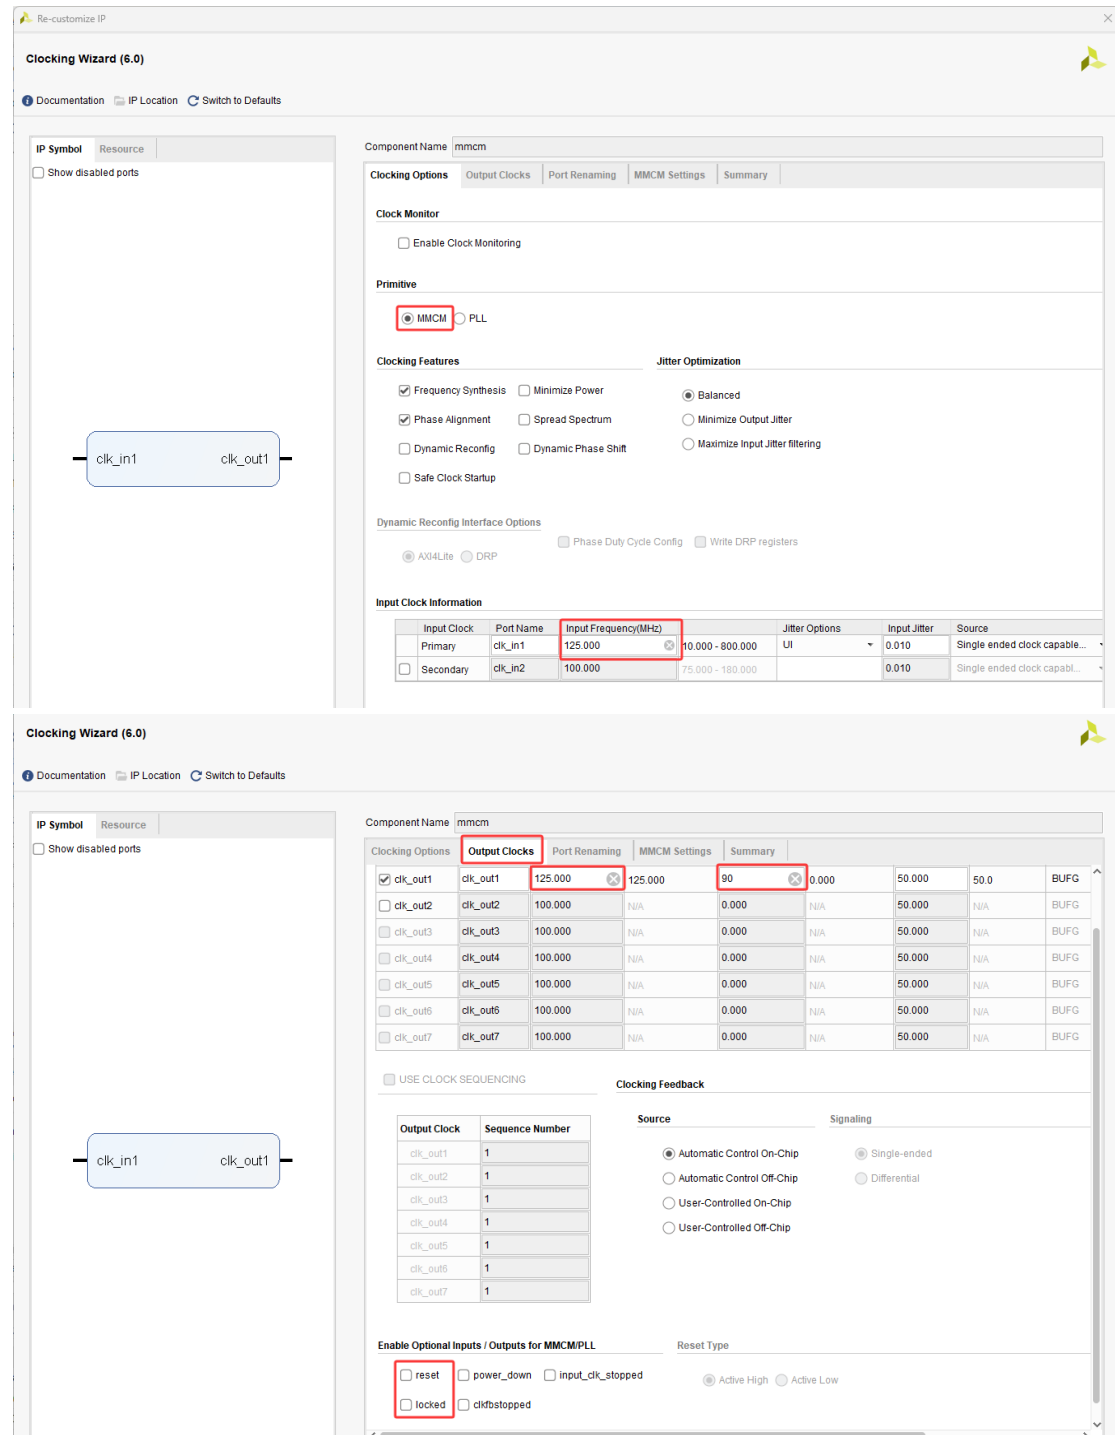 Re-customize IP
Clocking Wizard (6.0)
Documentation IP Location Switch to Defaults
IP Symbol Resource
Show disabled ports
clk_in1 clk_out1
Component Name mmcm
Clocking Options Output Clocks Port Renaming MMCM Settings Summary
Clock Monitor
Enable Clock Monitoring
Primitive
MMCM PLL
Clocking Features Jitter Optimization
Frequency Synthesis Minimize Power Balanced
Phase Alignment Spread Spectrum Minimize Output Jitter
Dynamic Reconfig Dynamic Phase Shift Maximize Input Jitter filtering
Safe Clock Startup
Dynamic Reconfig Interface Options
Phase Duty Cycle Config Write DRP registers
AXI4Lite DRP
Input Clock Information
Input Clock Port Name Input Frequency(MHz) Jitter Options Input Jitter Source
Primary clk_in1 125.000 10.000 - 800.000 UI 0.010 Single ended clock capable...
Secondary clk_in2 100.000 75.000 - 180.000 0.010 Single ended clock capabl...
Clocking Wizard (6.0)
Documentation IP Location Switch to Defaults
IP Symbol Resource
Show disabled ports
clk_in1 clk_out1
Component Name mmcm
Clocking Options Output Clocks Port Renaming MMCM Settings Summary
clk_out1 clk_out1 125.000 125.000 90 0.000 50.000 50.0 BUFG
clk_out2 clk_out2 100.000 N/A 0.000 N/A 50.000 N/A BUFG
clk_out3 clk_out3 100.000 N/A 0.000 N/A 50.000 N/A BUFG
clk_out4 clk_out4 100.000 N/A 0.000 N/A 50.000 N/A BUFG
clk_out5 clk_out5 100.000 N/A 0.000 N/A 50.000 N/A BUFG
clk_out6 clk_out6 100.000 N/A 0.000 N/A 50.000 N/A BUFG
clk_out7 clk_out7 100.000 N/A 0.000 N/A 50.000 N/A BUFG
USE CLOCK SEQUENCING
Clocking Feedback
Output Clock Sequence Number
clk_out1 1
clk_out2 1
clk_out3 1
clk_out4 1
clk_out5 1
clk_out6 1
clk_out7 1
Source Signaling
Automatic Control On-Chip Single-ended
Automatic Control Off-Chip Differential
User-Controlled On-Chip
User-Controlled Off-Chip
Enable Optional Inputs / Outputs for MMCM/PLL Reset Type
reset power_down input_clk_stopped Active High Active Low
locked clkfbstopped